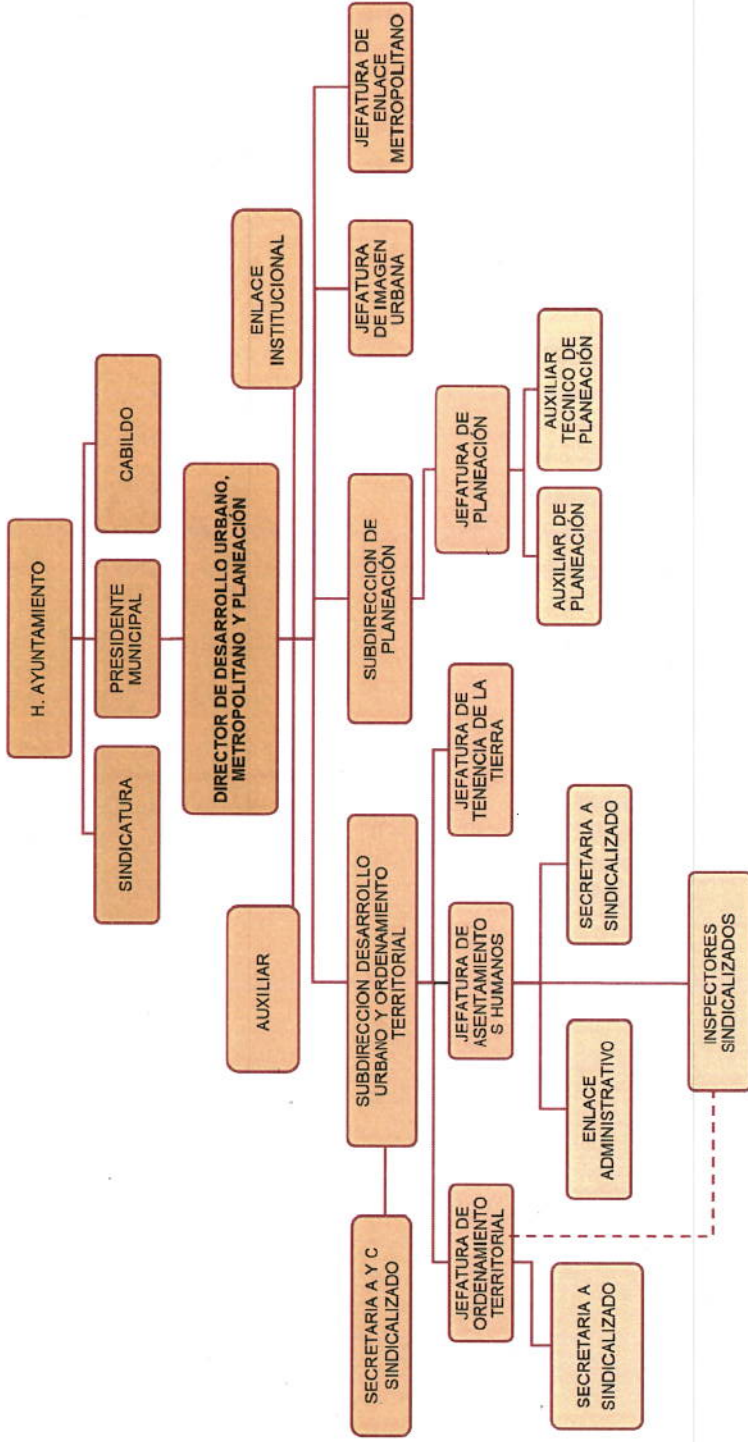 H. AYUNTAMIENTO
SINDICATURA
PRESIDENTE
MUNICIPAL
CABILDO
DIRECTOR DE DESARROLLO URBANO,
METROPOLITANO Y PLANEACIÓN
AUXILIAR
ENLACE
INSTITUCIONAL
SECRETARIA A Y C
SINDICALIZADO
SUBDIRECCION DESARROLLO
URBANO Y ORDENAMIENTO
TERRITORIAL
SUBDIRECCION DE
PLANEACIÓN
JEFATURA
DE IMAGEN
URBANA
JEFATURA DE
ENLACE
METROPOLITANO
JEFATURA DE
ORDENAMIENTO
TERRITORIAL
JEFATURA DE
ASENTAMIENTO
S HUMANOS
JEFATURA DE
TENENCIA DE LA
TIERRA
JEFATURA DE
PLANEACIÓN
SECRETARIA A
SINDICALIZADO
ENLACE
ADMINISTRATIVO
SECRETARIA A
SINDICALIZADO
AUXILIAR DE
PLANEACIÓN
AUXILIAR
TECNICO DE
PLANEACIÓN
INSPECTORES
SINDICALIZADOS